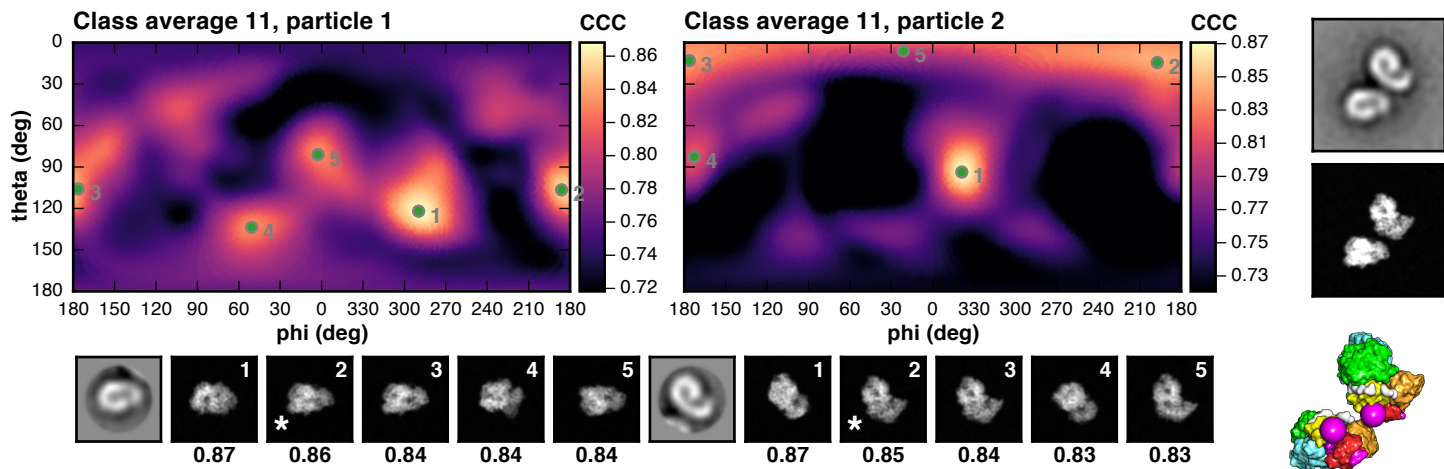 Class average 11, particle 1
CCC
Class average 11, particle 2
CCC
0
30
60
90
120
150
180
theta (deg)
1
2
3
4
5
0.86
0.84
0.82
0.80
0.78
0.76
0.74
0.72
1
2
3
4
5
0.87
0.85
0.83
0.81
0.79
0.77
0.75
0.73
180 150 120 90 60 30 0 330 300 270 240 210 180
180 150 120 90 60 30 0 330 300 270 240 210 180
phi (deg)
phi (deg)
1 2 3 4 5
1 2 3 4 5
*
*
0.87 0.86 0.84 0.84 0.84
0.87 0.85 0.84 0.83 0.83